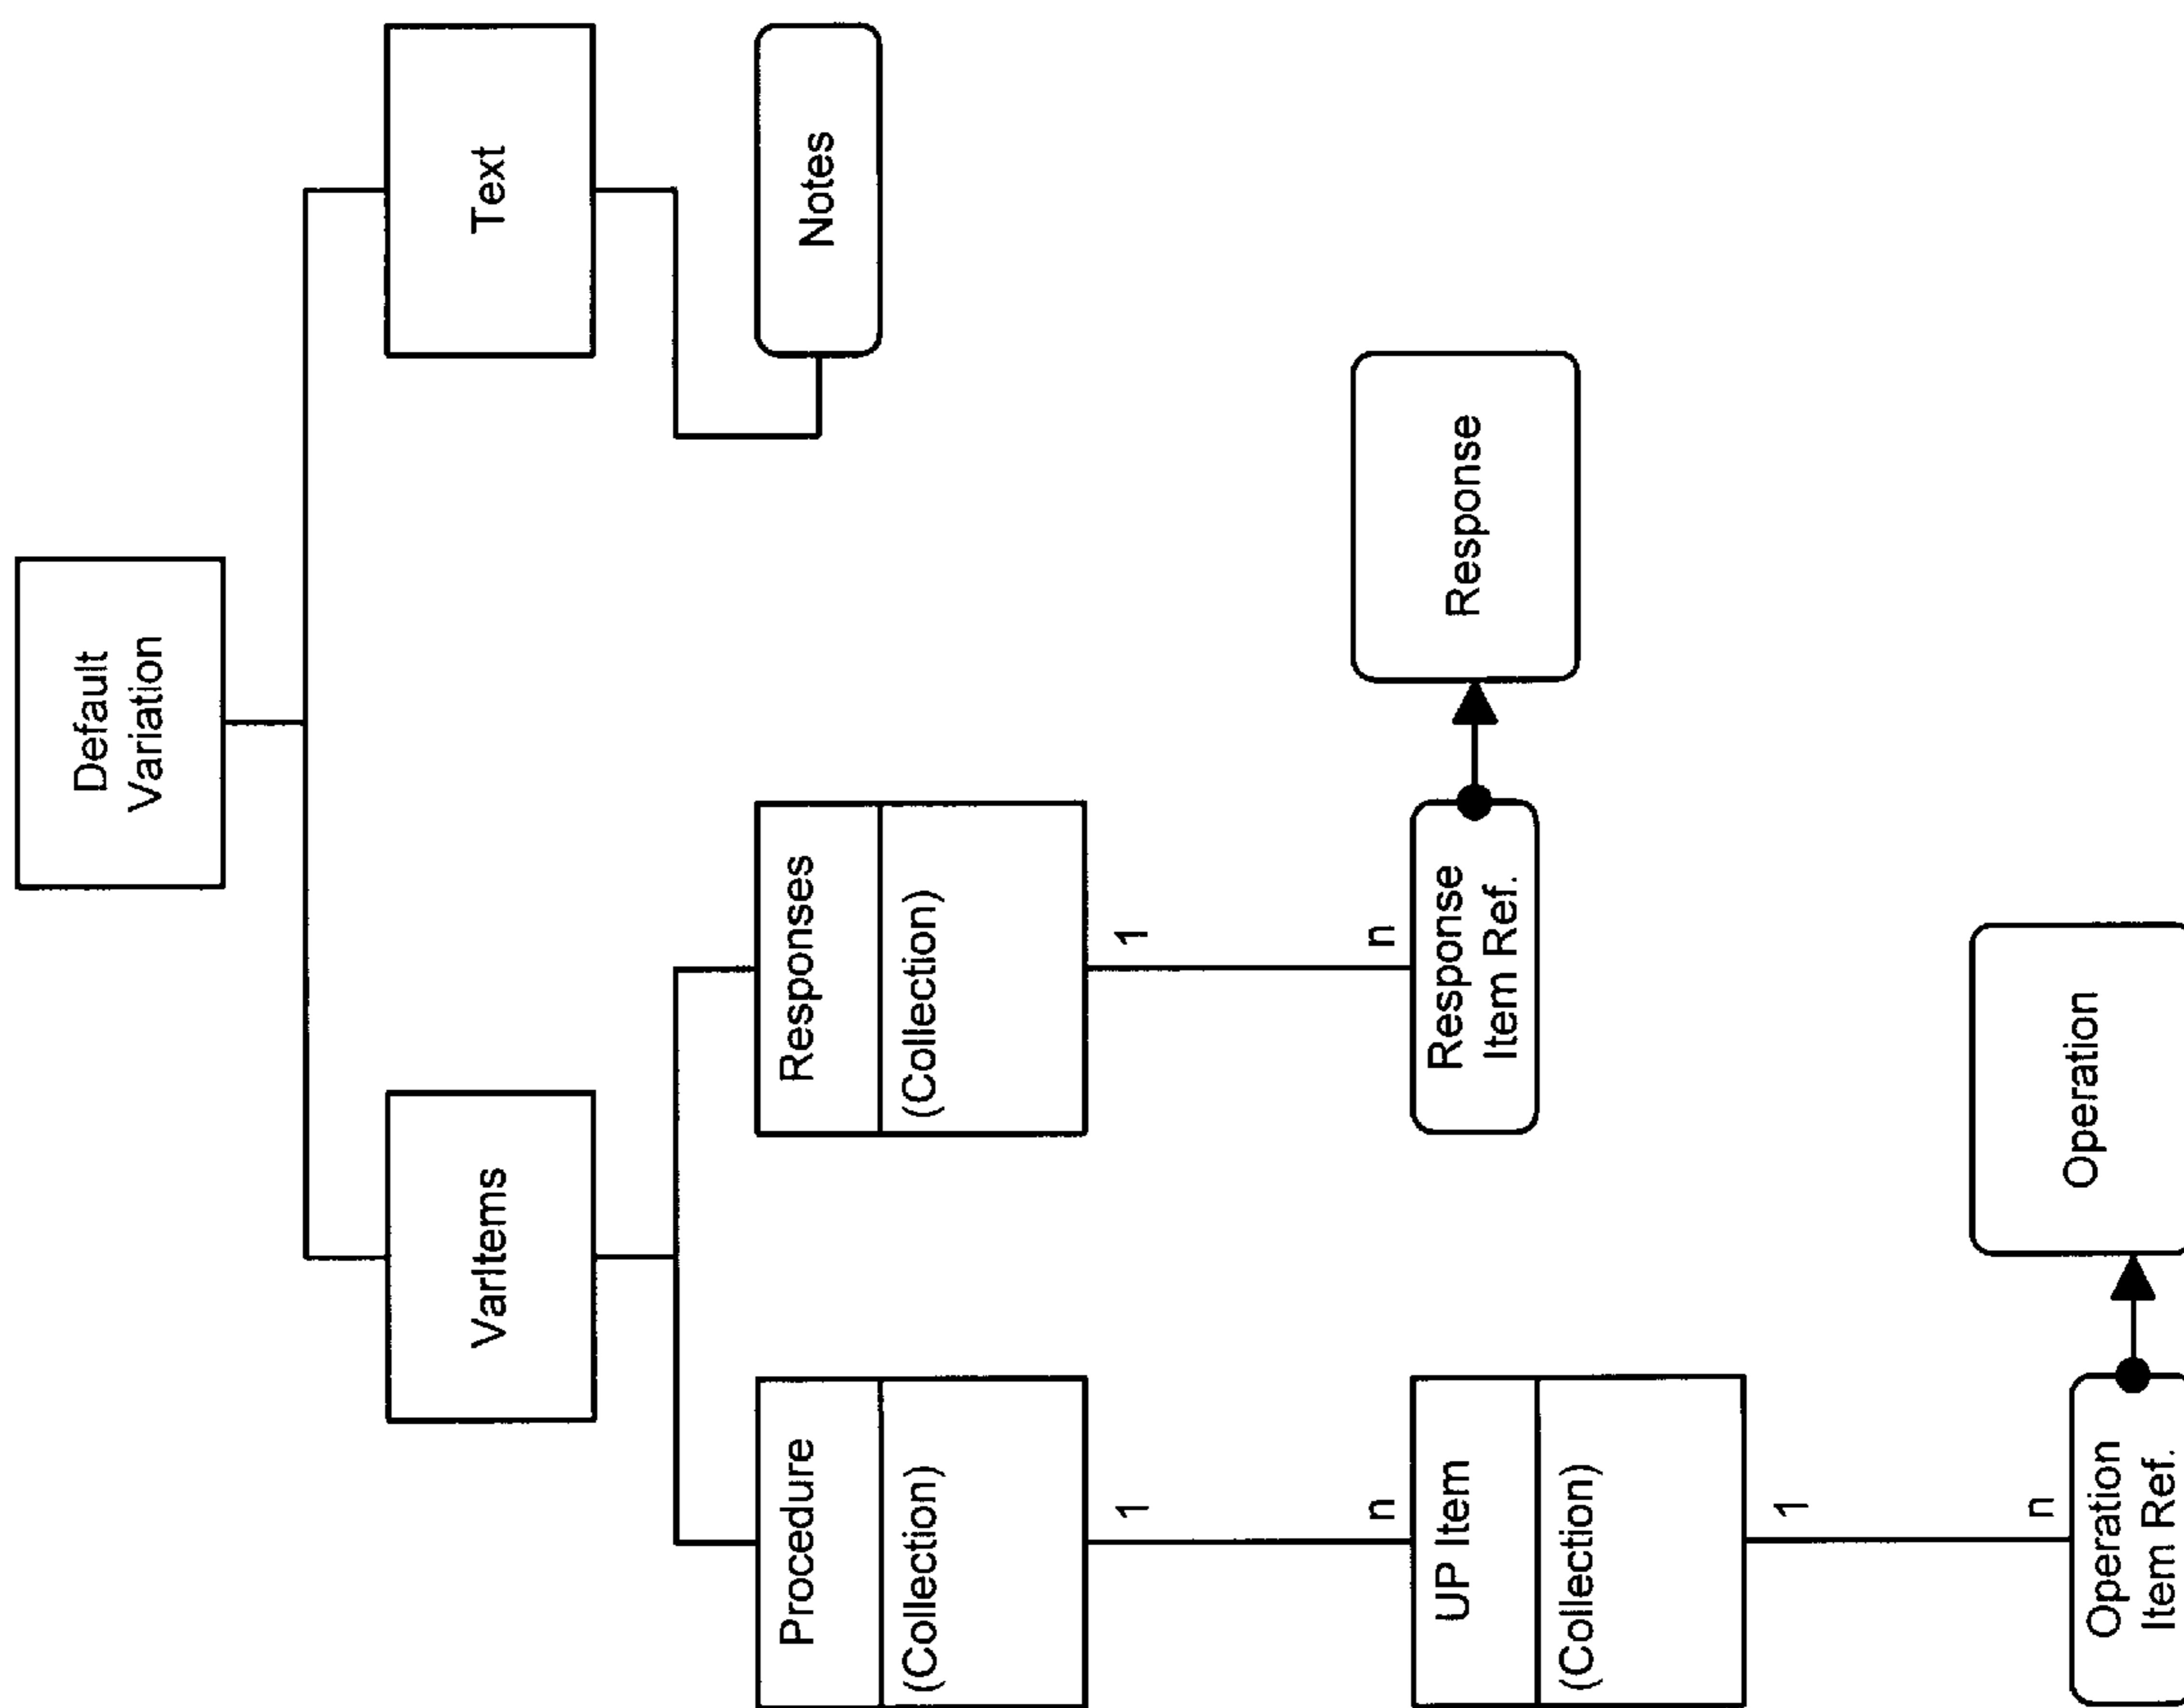 Default
Variation
VarItems
Text
Procedure
(Collection)
Responses
(Collection)
Notes
1
1
n
n
UP Item
(Collection)
Response
Item Ref.
Response
1
n
Operation
Item Ref.
Operation